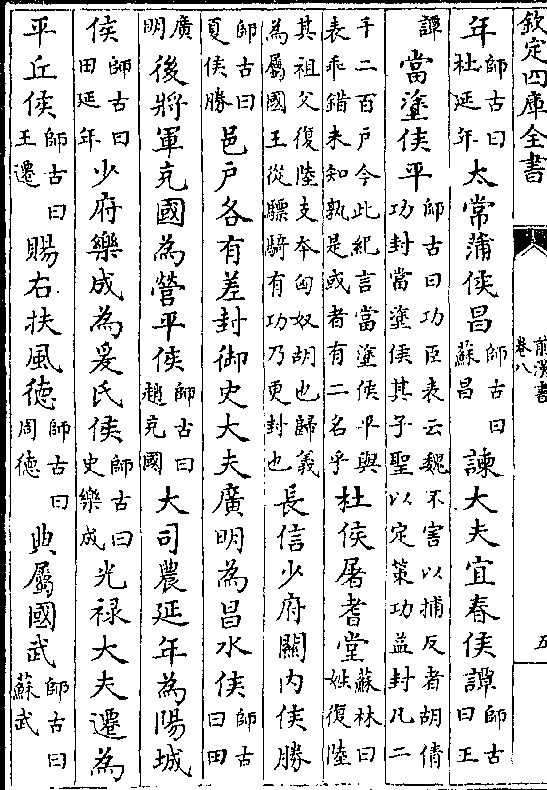 欽定四庫全書
前漢書
卷八
五
年師古曰杜延年太常蒲侯昌師古曰蘇昌諫大夫宜春侯譚師古曰王
譚當塗侯平師古曰功臣表云魏不害以捕反者胡倩功封當塗侯其子聖以定策功益封凡二
千二百戶今此紀言當塗侯平與表乖錯未知孰是或者有二名乎杜侯屠耆堂蘇林曰姓復陸
其祖父復陸支本匈奴胡也歸義為屬國王從驃騎有功乃更封也長信少府關內侯勝
師古曰夏侯勝邑戶各有差封御史大夫廣明為昌水侯師古曰田
廣明後將軍充國為營平侯師古曰趙充國大司農延年為陽城
侯師古曰田延年少府樂成為爰氏侯師古曰史樂成光祿大夫遷為
平丘侯師古曰王遷賜右扶風德師古曰周德典屬國武師古曰蘇武